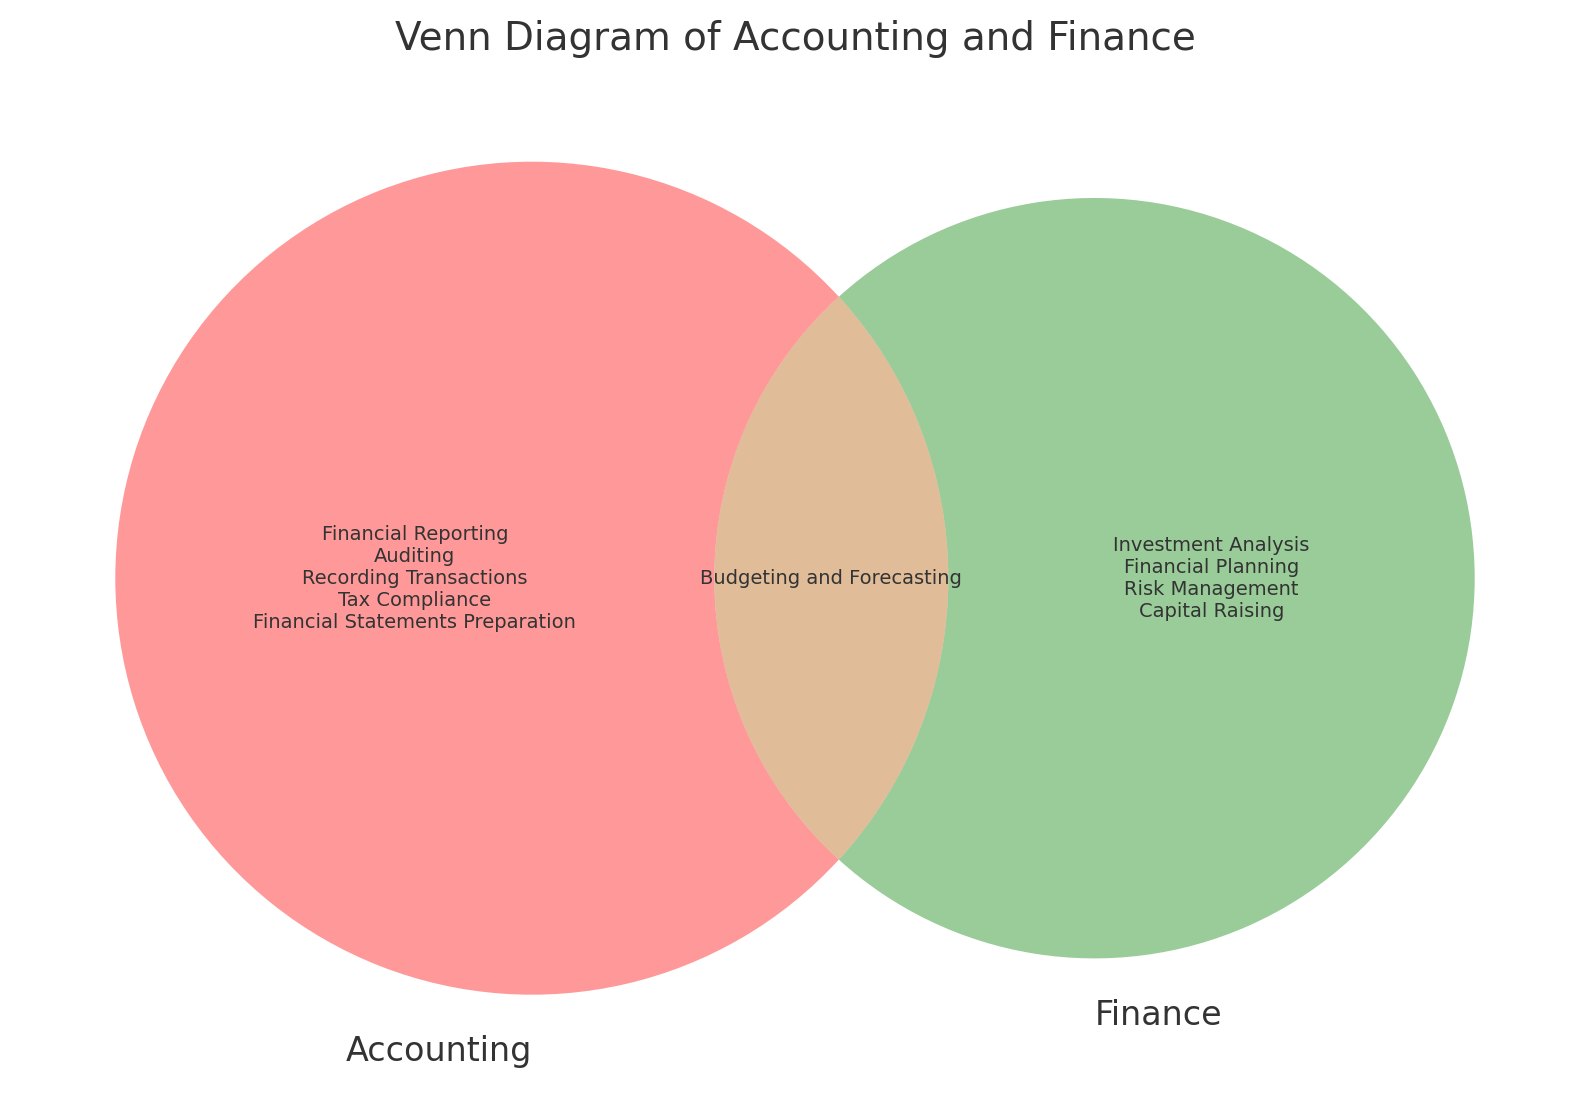 Venn Diagram of Accounting and Finance
Financial Reporting
Auditing
Recording Transactions
Tax Compliance
Financial Statements Preparation
Budgeting and Forecasting
Investment Analysis
Financial Planning
Risk Management
Capital Raising
Accounting
Finance